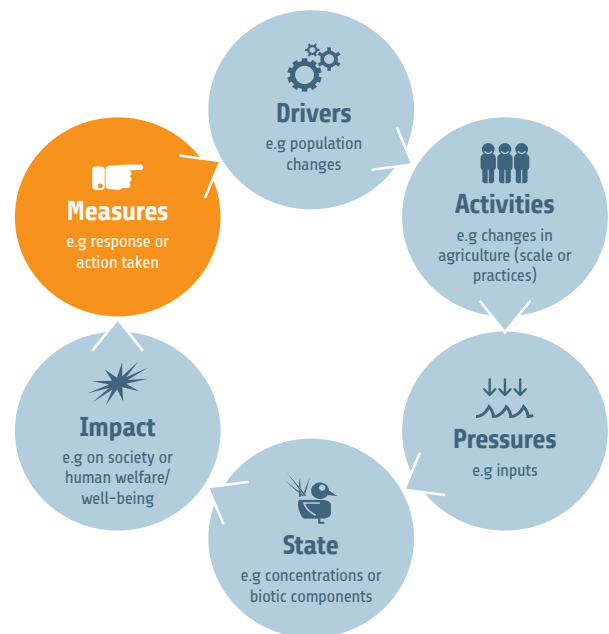 Drivers
e.g population
changes
Activities
e.g changes in
agriculture (scale or
practices)
Pressures
e.g inputs
State
e.g concentrations or
biotic components
Impact
e.g on society or
human welfare/
well-being
Measures
e.g response or
action taken